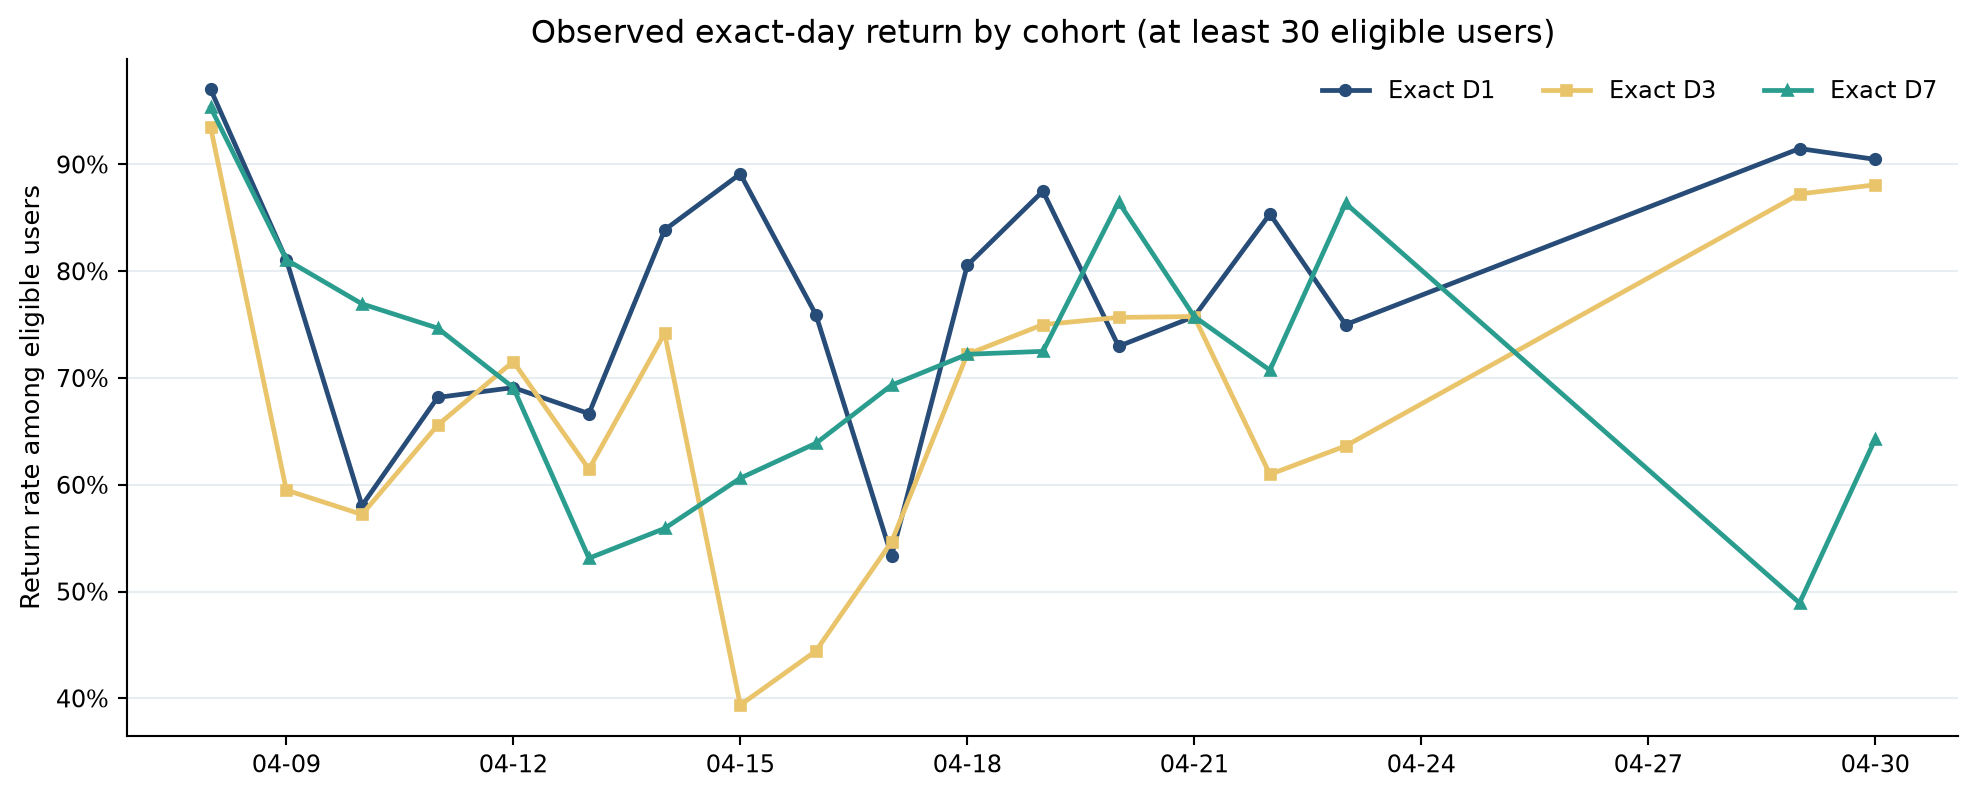 Observed exact-day return by cohort (at least 30 eligible users)
Exact D1
Exact D3
Exact D7
Return rate among eligible users
90%
80%
70%
60%
50%
40%
04-09
04-12
04-15
04-18
04-21
04-24
04-27
04-30